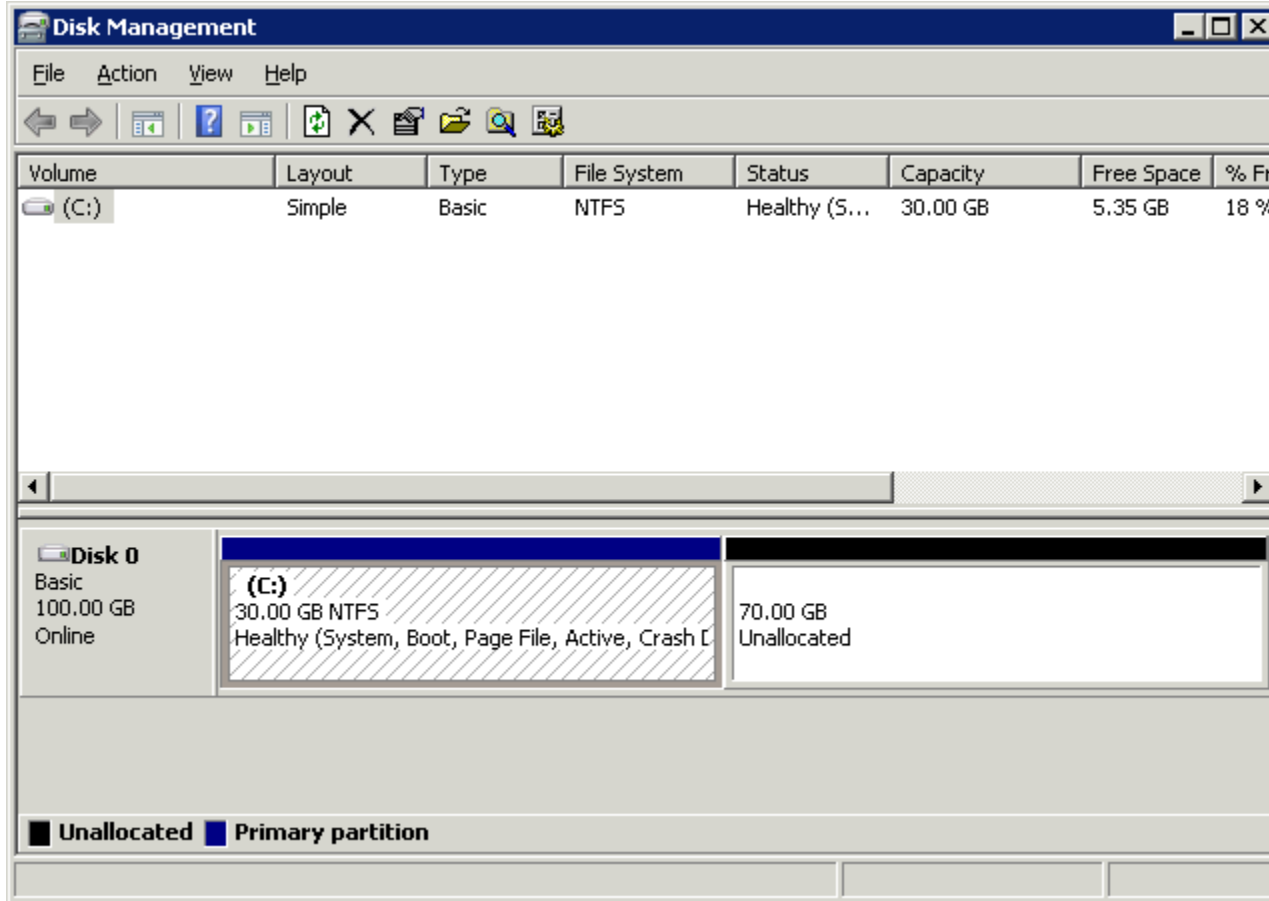 Disk Management
File Action View Help
Volume Layout Type File System Status Capacity Free Space % Fr
(C:) Simple Basic NTFS Healthy (S... 30.00 GB 5.35 GB 18 %
Disk 0
Basic
100.00 GB
Online
(C:)
30.00 GB NTFS
Healthy (System, Boot, Page File, Active, Crash D
70.00 GB
Unallocated
Unallocated Primary partition